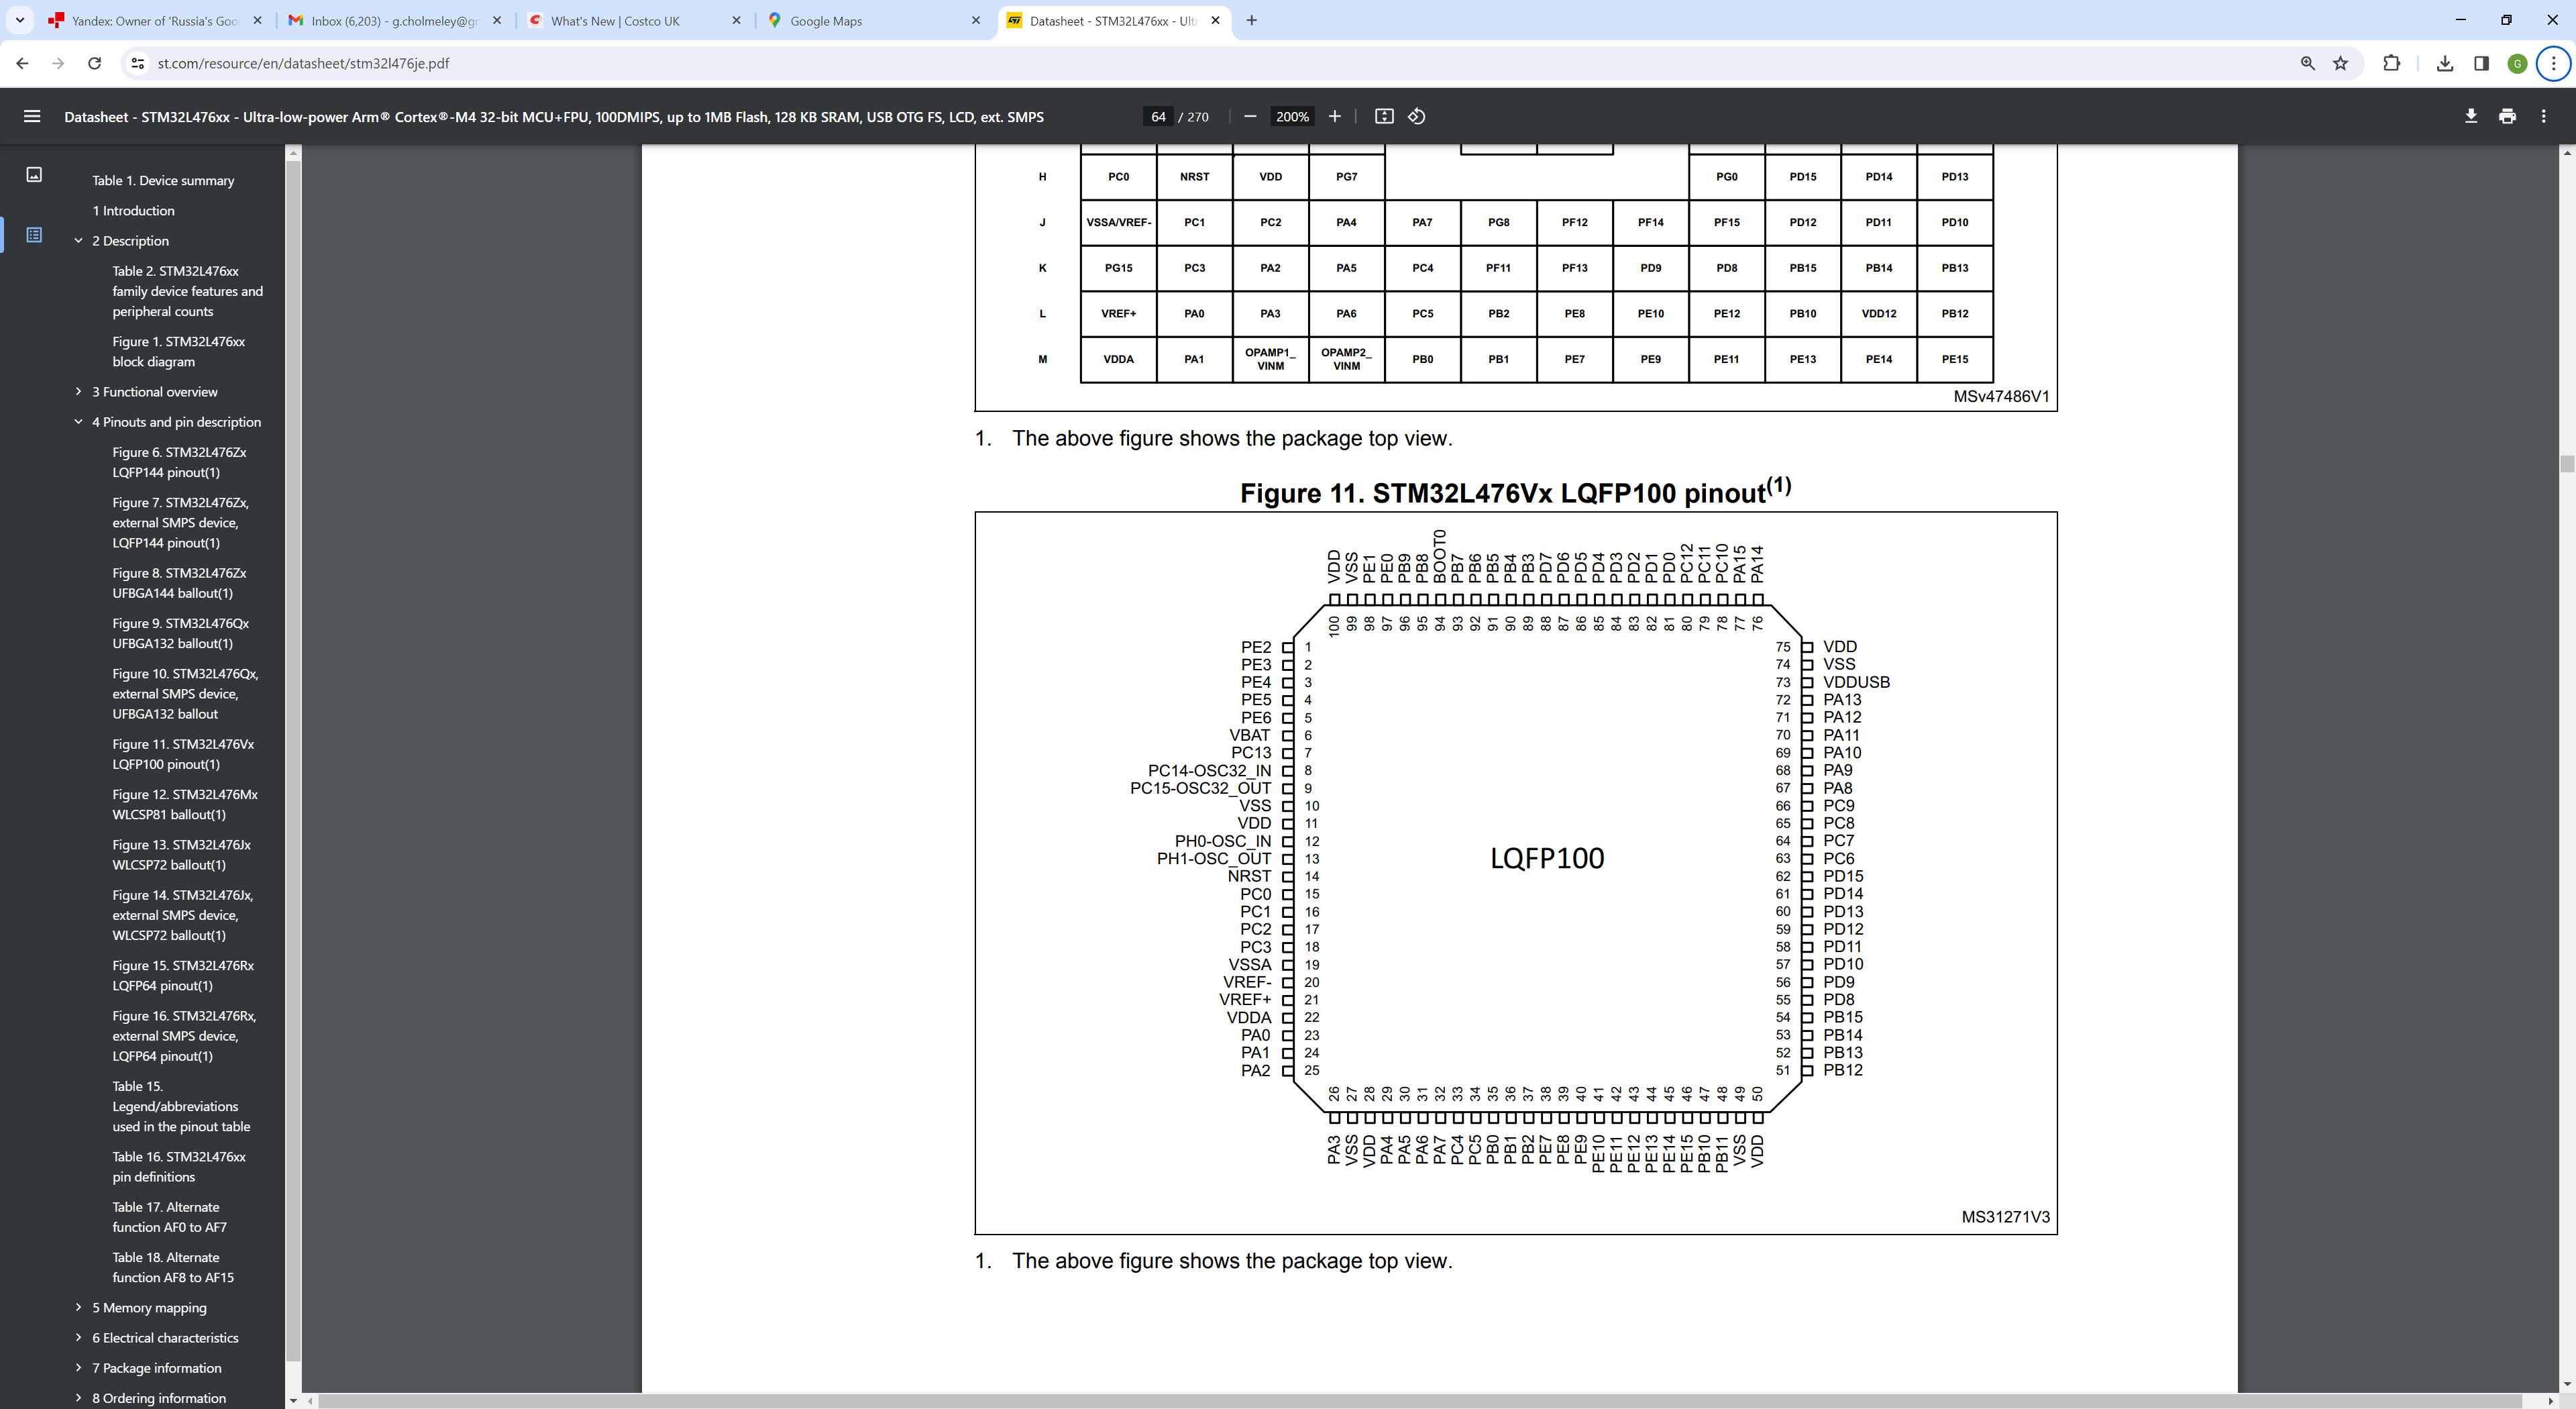 Yandex: Owner of 'Russia's Goo
Inbox (6,203) - g.cholmeley@gm
What's New | Costco UK
Google Maps
Datasheet - STM32L476xx - Ult
st.com/resource/en/datasheet/stm32l476je.pdf
G
Datasheet - STM32L476xx - Ultra-low-power Arm® Cortex®-M4 32-bit MCU+FPU, 100DMIPS, up to 1MB Flash, 128 KB SRAM, USB OTG FS, LCD, ext. SMPS
64 / 270
200%
Table 1. Device summary
1 Introduction
2 Description
Table 2. STM32L476xx
family device features and
peripheral counts
Figure 1. STM32L476xx
block diagram
3 Functional overview
4 Pinouts and pin description
Figure 6. STM32L476Zx
LQFP144 pinout(1)
Figure 7. STM32L476Zx,
external SMPS device,
LQFP144 pinout(1)
Figure 8. STM32L476Zx
UFBGA144 ballout(1)
Figure 9. STM32L476Qx
UFBGA132 ballout(1)
Figure 10. STM32L476Qx,
external SMPS device,
UFBGA132 ballout
Figure 11. STM32L476Vx
LQFP100 pinout(1)
Figure 12. STM32L476Mx
WLCSP81 ballout(1)
Figure 13. STM32L476Jx
WLCSP72 ballout(1)
Figure 14. STM32L476Jx,
external SMPS device,
WLCSP72 ballout(1)
Figure 15. STM32L476Rx
LQFP64 pinout(1)
Figure 16. STM32L476Rx,
external SMPS device,
LQFP64 pinout(1)
Table 15.
Legend/abbreviations
used in the pinout table
Table 16. STM32L476xx
pin definitions
Table 17. Alternate
function AF0 to AF7
Table 18. Alternate
function AF8 to AF15
5 Memory mapping
6 Electrical characteristics
7 Package information
8 Ordering information
H PC0 NRST VDD PG7 PG0 PD15 PD14 PD13
J VSSA/VREF- PC1 PC2 PA4 PA7 PG8 PF12 PF14 PF15 PD12 PD11 PD10
K PG15 PC3 PA2 PA5 PC4 PF11 PF13 PD9 PD8 PB15 PB14 PB13
L VREF+ PA0 PA3 PA6 PC5 PB2 PE8 PE10 PE12 PB10 VDD12 PB12
M VDDA PA1 OPAMP1_VINM OPAMP2_VINM PB0 PB1 PE7 PE9 PE11 PE13 PE14 PE15
MSv47486V1
1. The above figure shows the package top view.
Figure 11. STM32L476Vx LQFP100 pinout(1)
VDD VSS PE1 PE0 PB9 PB8 BOOT0 PB7 PB6 PB5 PB4 PB3 PD7 PD6 PD5 PD4 PD3 PD2 PD1 PD0 PC12 PC11 PC10 PA15 PA14
100 99 98 97 96 95 94 93 92 91 90 89 88 87 86 85 84 83 82 81 80 79 78 77 76
PE2 1 75 VDD
PE3 2 74 VSS
PE4 3 73 VDDUSB
PE5 4 72 PA13
PE6 5 71 PA12
VBAT 6 70 PA11
PC13 7 69 PA10
PC14-OSC32_IN 8 68 PA9
PC15-OSC32_OUT 9 67 PA8
VSS 10 66 PC9
VDD 11 65 PC8
PH0-OSC_IN 12 64 PC7
PH1-OSC_OUT 13 63 PC6
LQFP100
NRST 14 62 PD15
PC0 15 61 PD14
PC1 16 60 PD13
PC2 17 59 PD12
PC3 18 58 PD11
VSSA 19 57 PD10
VREF- 20 56 PD9
VREF+ 21 55 PD8
VDDA 22 54 PB15
PA0 23 53 PB14
PA1 24 52 PB13
PA2 25 51 PB12
26 27 28 29 30 31 32 33 34 35 36 37 38 39 40 41 42 43 44 45 46 47 48 49 50
PA3 VSS VDD PA4 PA5 PA6 PA7 PC4 PC5 PB0 PB1 PB2 PE7 PE8 PE9 PE10 PE11 PE12 PE13 PE14 PE15 PB10 PB11 VSS VDD
MS31271V3
1. The above figure shows the package top view.